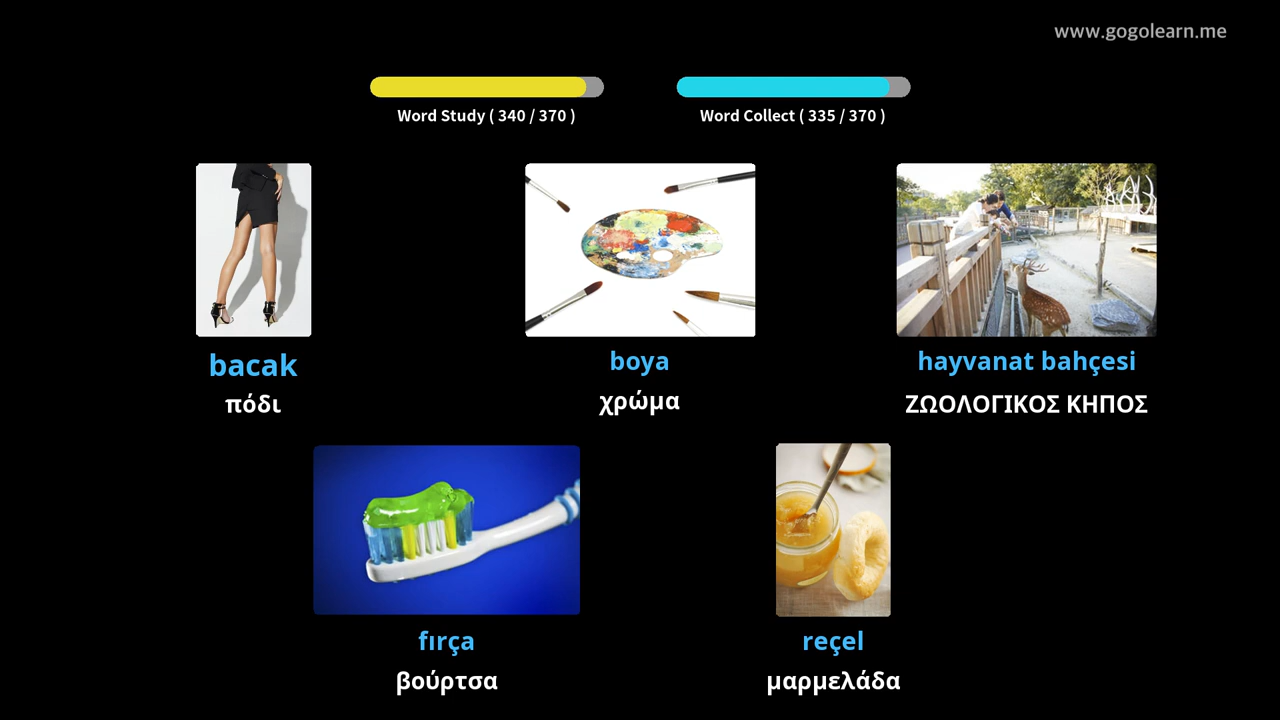 www.gogolearn.me
Word Study ( 340 / 370 )
Word Collect ( 335 / 370 )
bacak
πόδι
boya
χρώμα
hayvanat bahçesi
ΖΩΟΛΟΓΙΚΟΣ ΚΗΠΟΣ
fırça
βούρτσα
reçel
μαρμελάδα